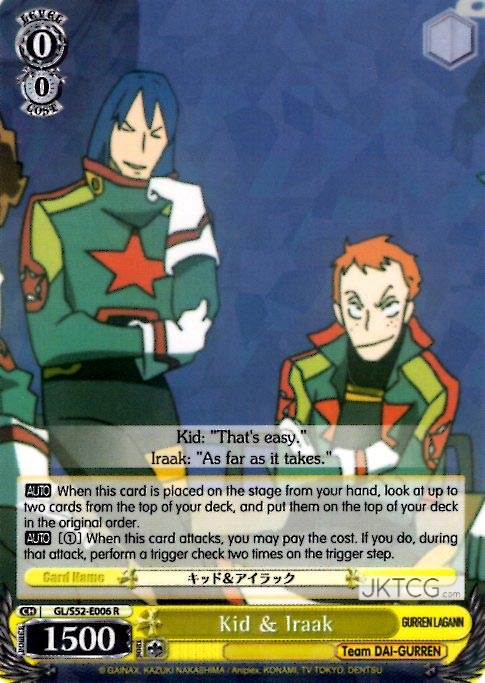 LEVEL
0
0
COST
Kid: "That's easy."
Iraak: "As far as it takes."
AUTO When this card is placed on the stage from your hand, look at up to
two cards from the top of your deck, and put them on the top of your deck
in the original order.
AUTO [①] When this card attacks, you may pay the cost. If you do, during
that attack, perform a trigger check two times on the trigger step.
Card Name キッド&アイラック
JKTCG.com
CH GL/S52-E006 R
POWER 1500 SOUL
Kid & Iraak
GURREN LAGANN
Team DAI-GURREN
© GAINAX, KAZUKI NAKASHIMA / Aniplex, KONAMI, TV TOKYO, DENTSU